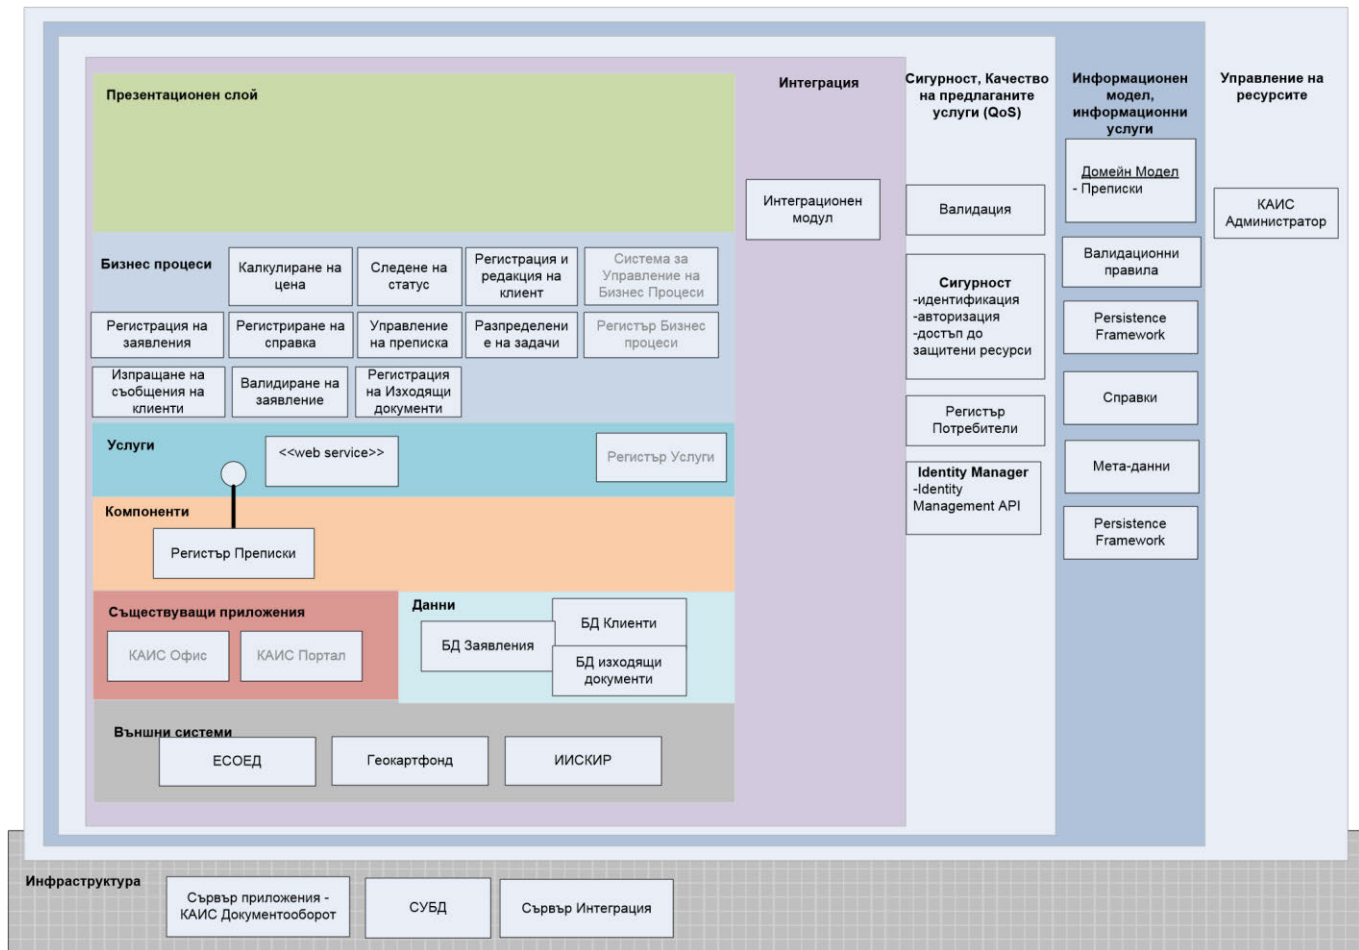 Презентационен слой
Интеграция
Сигурност, Качество
на предлаганите
услуги (QoS)
Информационен
модел,
информационни
услуги
Управление на
ресурсите
Интеграционен
модул
Валидация
Домейн Модел
- Преписки
КАИС
Администратор
Бизнес процеси
Калкулиране на
цена
Следене на
статус
Регистрация и
редакция на
клиент
Система за
Управление на
Бизнес Процеси
Регистрация на
заявления
Регистриране на
справка
Управление
на преписка
Разпределени
е на задачи
Регистър Бизнес
процеси
Изпращане на
съобщения на
клиенти
Валидиране на
заявление
Регистрация
на Изходящи
документи
Сигурност
-идентификация
-авторизация
-достъп до
защитени ресурси
Регистър
Потребители
Identity Manager
-Identity
Management API
Валидационни
правила
Persistence
Framework
Справки
Мета-данни
Persistence
Framework
Услуги
<<web service>>
Регистър Услуги
Компоненти
Регистър Преписки
Съществуващи приложения
КАИС Офис
КАИС Портал
Данни
БД Заявления
БД Клиенти
БД изходящи
документи
Външни системи
ЕСОЕД
Геокартфонд
ИИСКИР
Инфраструктура
Сървър приложения -
КАИС Документооборот
СУБД
Сървър Интеграция